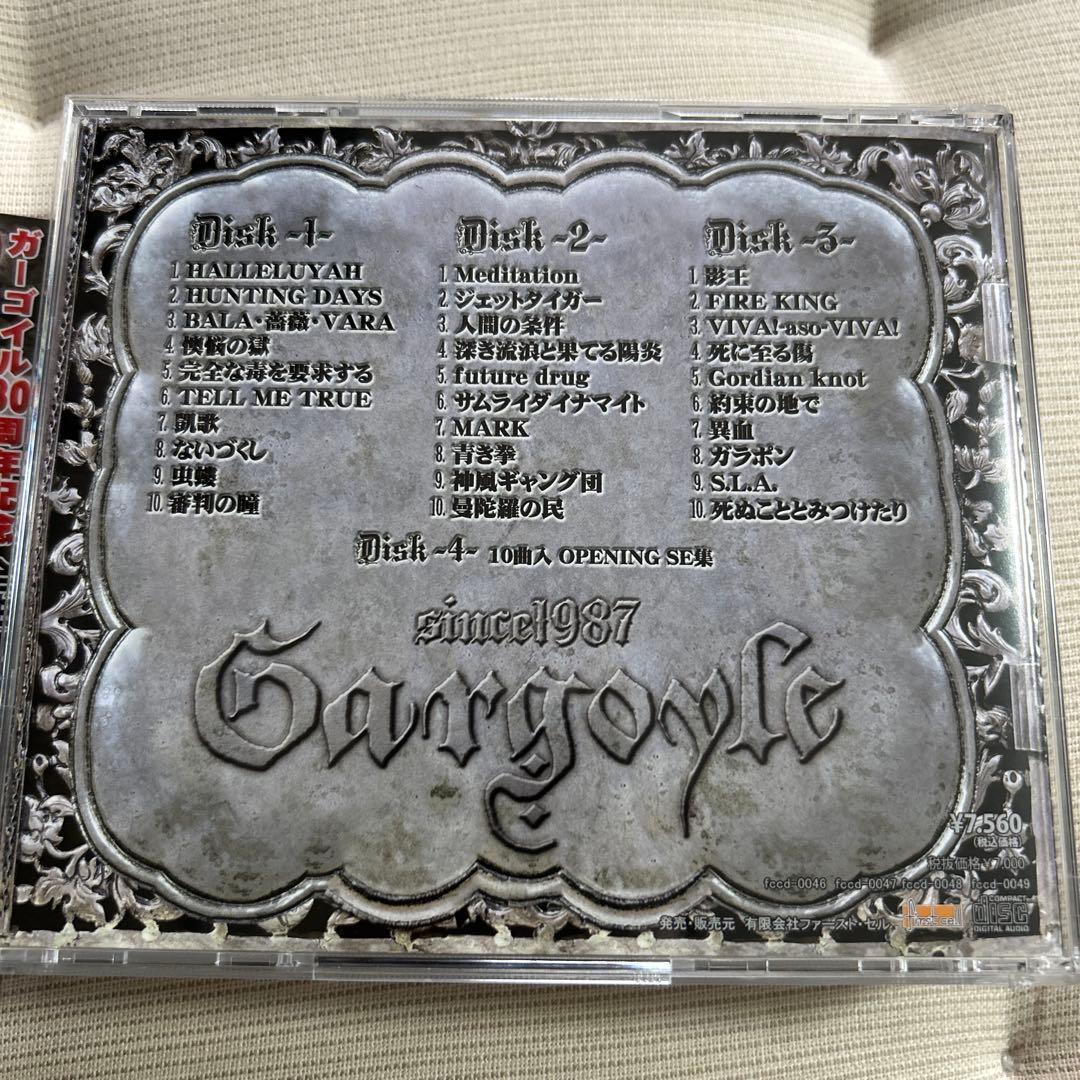 ガーゴイル30周年記念
Disk -1-
1. HALLELUYAH
2. HUNTING DAYS
3. BALA・薔薇・VARA
4. 懊悩の獄
5. 完全な毒を要求する
6. TELL ME TRUE
7. 凱歌
8. ないづくし
9. 虫螻
10. 審判の瞳
Disk -2-
1. Meditation
2. ジェットタイガー
3. 人間の条件
4. 深き流浪と果てる陽炎
5. future drug
6. サムライダイナマイト
7. MARK
8. 青き拳
9. 神風ギャング団
10. 曼陀羅の民
Disk -3-
1. 影王
2. FIRE KING
3. VIVA!-aso-VIVA!
4. 死に至る傷
5. Gordian knot
6. 約束の地で
7. 異血
8. ガラポン
9. S.L.A.
10. 死ぬこととみつけたり
Disk -4- 10曲入 OPENING SE集
since1987
Gargoyle
¥7.560
(税込価格)
税抜価格¥7.000
fccd-0046 fccd-0047 fccd-0048 fccd-0049
発売・販売元 有限会社ファースト・セル
COMPACT
disc
DIGITAL AUDIO